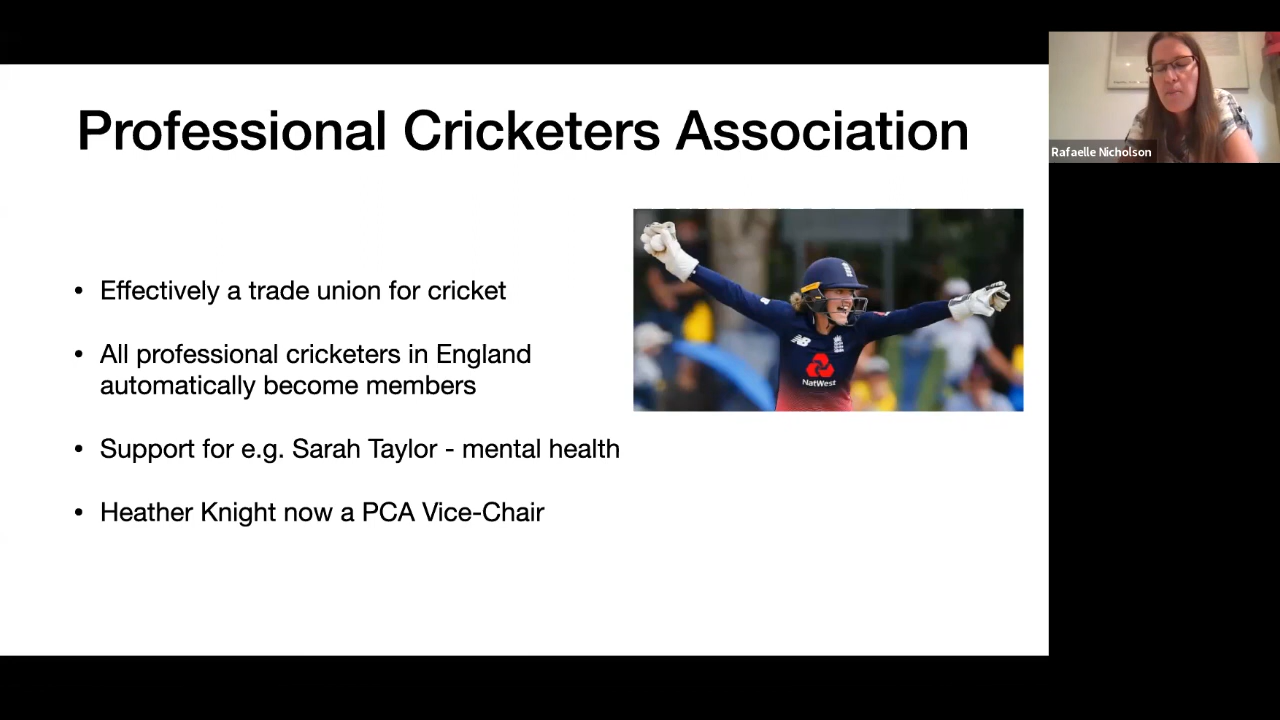 Professional Cricketers Association
Rafaelle Nicholson
• Effectively a trade union for cricket
• All professional cricketers in England
automatically become members
• Support for e.g. Sarah Taylor - mental health
• Heather Knight now a PCA Vice-Chair
NatWest